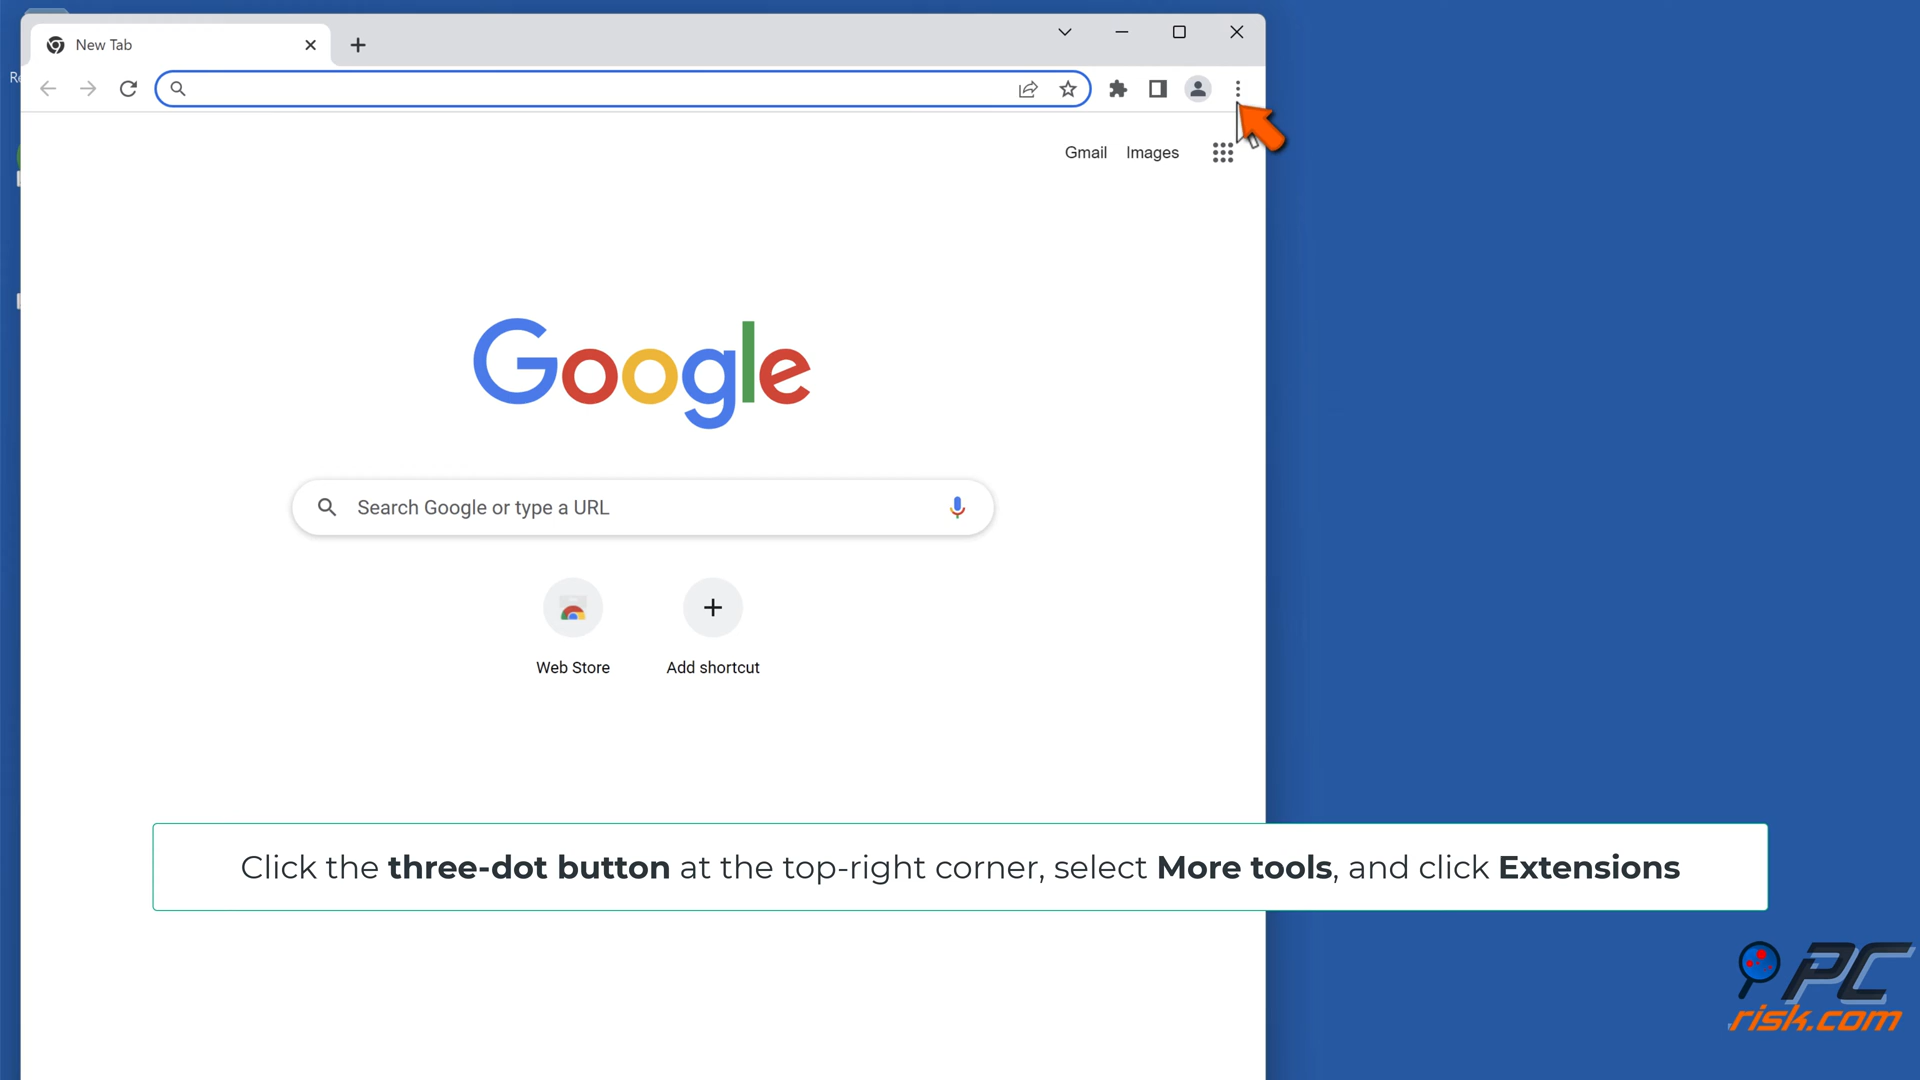 New Tab
Gmail Images
Google
Search Google or type a URL
Web Store Add shortcut
Click the three-dot button at the top-right corner, select More tools, and click Extensions
PC
risk.com